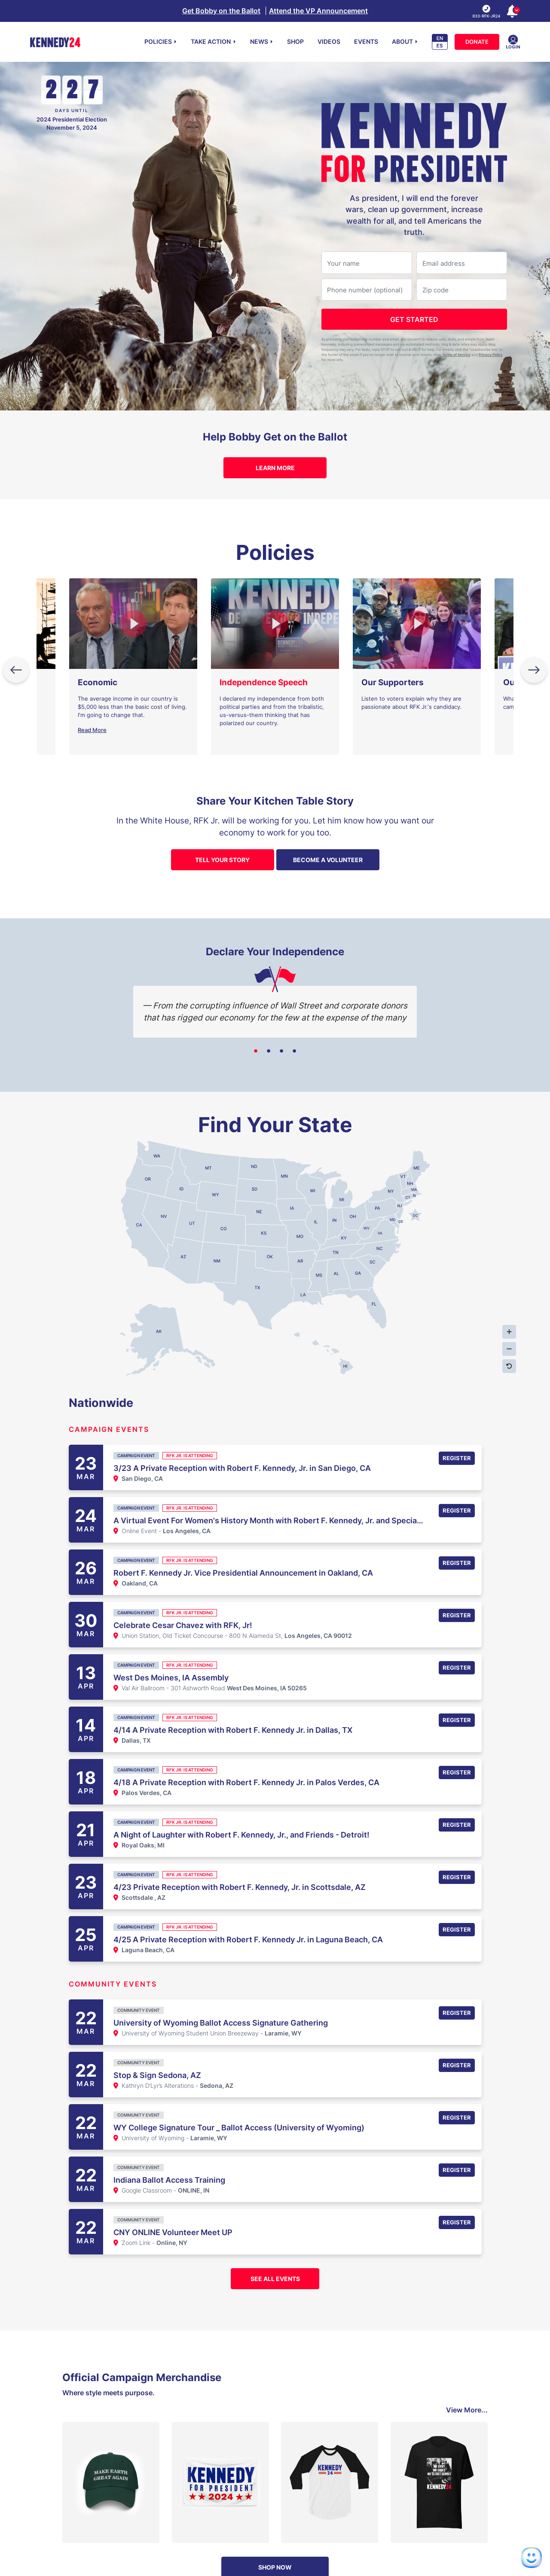 Get Bobby on the Ballot | Attend the VP Announcement
833-RFK-JR24
KENNEDY24
POLICIES
TAKE ACTION
NEWS
SHOP
VIDEOS
EVENTS
ABOUT
EN
ES
DONATE
LOGIN
2 2 7
DAYS UNTIL
2024 Presidential Election
November 5, 2024
KENNEDY
FOR PRESIDENT
As president, I will end the forever
wars, clean up government, increase
wealth for all, and tell Americans the
truth.
Your name
Email address
Phone number (optional)
Zip code
GET STARTED
Terms of Service and Privacy Policy
Help Bobby Get on the Ballot
LEARN MORE
Policies
Economic
The average income in our country is
$5,000 less than the basic cost of living.
I'm going to change that.
Read More
Independence Speech
I declared my independence from both
political parties and from the tribalistic,
us-versus-them thinking that has
polarized our country.
Our Supporters
Listen to voters explain why they are
passionate about RFK Jr.'s candidacy.
Share Your Kitchen Table Story
In the White House, RFK Jr. will be working for you. Let him know how you want our
economy to work for you too.
TELL YOUR STORY
BECOME A VOLUNTEER
Declare Your Independence
— From the corrupting influence of Wall Street and corporate donors
that has rigged our economy for the few at the expense of the many
Find Your State
WA
OR
CA
ID
NV
MT
WY
UT
AZ
CO
NM
ND
SD
NE
KS
OK
TX
MN
IA
MO
AR
LA
WI
IL
MS
MI
IN
KY
TN
AL
OH
WV
GA
FL
SC
NC
VA
PA
NY
MD
DE
NJ
CT
RI
MA
NH
VT
ME
DC
AK
HI
+
−
Nationwide
CAMPAIGN EVENTS
23
MAR
CAMPAIGN EVENT
RFK JR. IS ATTENDING
3/23 A Private Reception with Robert F. Kennedy, Jr. in San Diego, CA
San Diego, CA
REGISTER
24
MAR
CAMPAIGN EVENT
RFK JR. IS ATTENDING
A Virtual Event For Women's History Month with Robert F. Kennedy, Jr. and Specia...
Online Event - Los Angeles, CA
REGISTER
26
MAR
CAMPAIGN EVENT
RFK JR. IS ATTENDING
Robert F. Kennedy Jr. Vice Presidential Announcement in Oakland, CA
Oakland, CA
REGISTER
30
MAR
CAMPAIGN EVENT
RFK JR. IS ATTENDING
Celebrate Cesar Chavez with RFK, Jr!
Union Station, Old Ticket Concourse - 800 N Alameda St, Los Angeles, CA 90012
REGISTER
13
APR
CAMPAIGN EVENT
RFK JR. IS ATTENDING
West Des Moines, IA Assembly
Val Air Ballroom - 301 Ashworth Road West Des Moines, IA 50265
REGISTER
14
APR
CAMPAIGN EVENT
RFK JR. IS ATTENDING
4/14 A Private Reception with Robert F. Kennedy Jr. in Dallas, TX
Dallas, TX
REGISTER
18
APR
CAMPAIGN EVENT
RFK JR. IS ATTENDING
4/18 A Private Reception with Robert F. Kennedy Jr. in Palos Verdes, CA
Palos Verdes, CA
REGISTER
21
APR
CAMPAIGN EVENT
RFK JR. IS ATTENDING
A Night of Laughter with Robert F. Kennedy, Jr., and Friends - Detroit!
Royal Oaks, MI
REGISTER
23
APR
CAMPAIGN EVENT
RFK JR. IS ATTENDING
4/23 Private Reception with Robert F. Kennedy, Jr. in Scottsdale, AZ
Scottsdale , AZ
REGISTER
25
APR
CAMPAIGN EVENT
RFK JR. IS ATTENDING
4/25 A Private Reception with Robert F. Kennedy Jr. in Laguna Beach, CA
Laguna Beach, CA
REGISTER
COMMUNITY EVENTS
22
MAR
COMMUNITY EVENT
University of Wyoming Ballot Access Signature Gathering
University of Wyoming Student Union Breezeway - Laramie, WY
REGISTER
22
MAR
COMMUNITY EVENT
Stop & Sign Sedona, AZ
Kathryn D'Lyr's Alterations - Sedona, AZ
REGISTER
22
MAR
COMMUNITY EVENT
WY College Signature Tour _ Ballot Access (University of Wyoming)
University of Wyoming - Laramie, WY
REGISTER
22
MAR
COMMUNITY EVENT
Indiana Ballot Access Training
Google Classroom - ONLINE, IN
REGISTER
22
MAR
COMMUNITY EVENT
CNY ONLINE Volunteer Meet UP
Zoom Link - Online, NY
REGISTER
SEE ALL EVENTS
Official Campaign Merchandise
Where style meets purpose.
View More...
MAKE EARTH
GREAT AGAIN
KENNEDY
FOR PRESIDENT
2024
KENNEDY
24
KENNEDY24
SHOP NOW